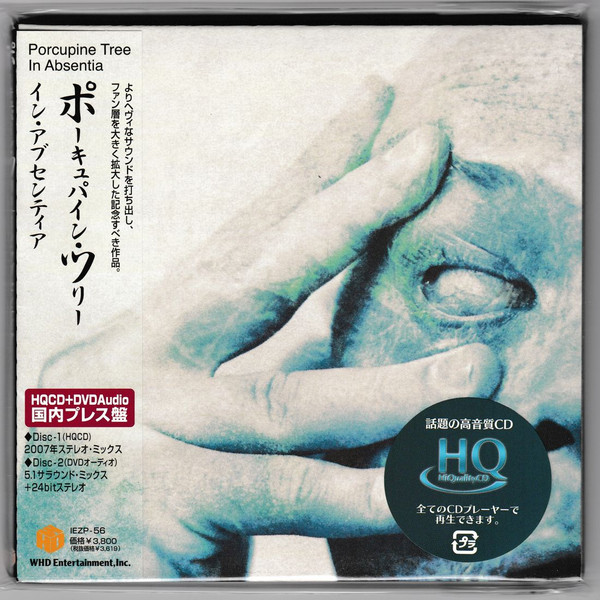 Porcupine Tree
In Absentia
よりヘヴィなサウンドを打ち出し、
ファン層を大きく拡大した記念すべき作品。
ポーキュパイン・ツリー
イン・アブセンティア
HQCD+DVDAudio
国内プレス盤
◆Disc-1(HQCD)
2007年ステレオ・ミックス
◆Disc-2(DVDオーディオ)
5.1サラウンド・ミックス
+24bitステレオ
IEZP-56
価格¥3,800
(税抜価格¥3,619)
WHD Entertainment,Inc.
話題の高音質CD
HQ
HiQualityCD
全てのCDプレーヤーで
再生できます。
プラ